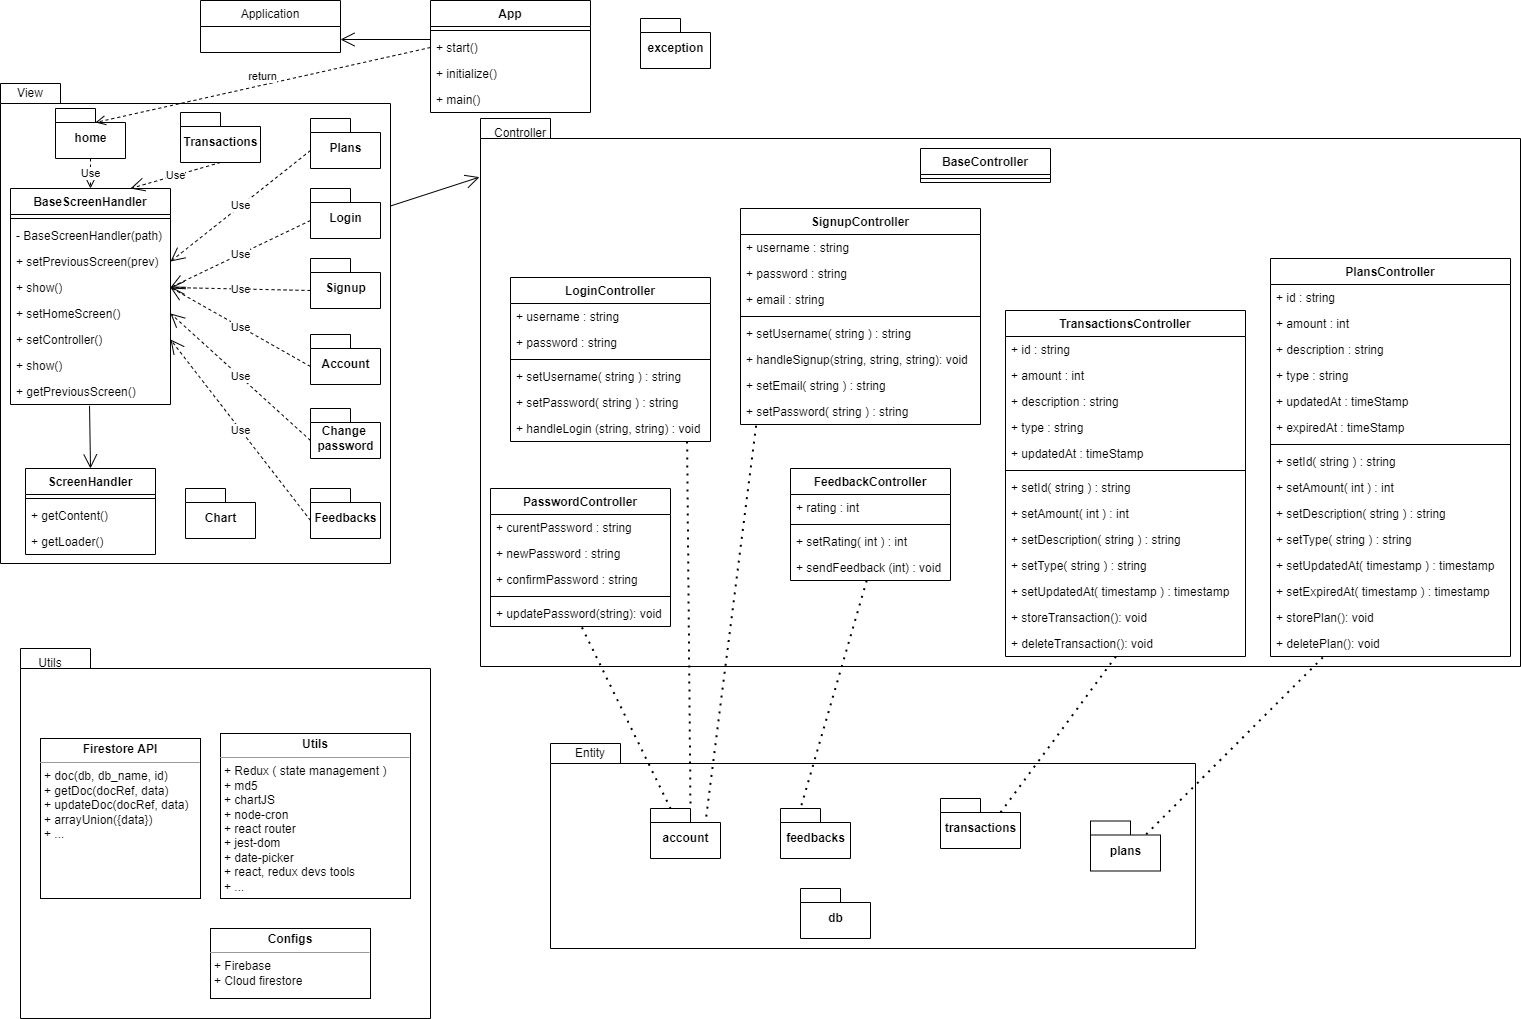 Application
App
+ start()
+ initialize()
+ main()
exception
return
View
home
Transactions
Plans
Use
Use
BaseScreenHandler
- BaseScreenHandler(path)
+ setPreviousScreen(prev)
+ show()
+ setHomeScreen()
+ setController()
+ show()
+ getPreviousScreen()
Use
Login
Use
Signup
Use
Use
Account
Use
Change
password
Use
ScreenHandler
+ getContent()
+ getLoader()
Chart
Feedbacks
Controller
BaseController
LoginController
+ username : string
+ password : string
+ setUsername( string ) : string
+ setPassword( string ) : string
+ handleLogin (string, string) : void
SignupController
+ username : string
+ password : string
+ email : string
+ setUsername( string ) : string
+ handleSignup(string, string, string): void
+ setEmail( string ) : string
+ setPassword( string ) : string
PasswordController
+ curentPassword : string
+ newPassword : string
+ confirmPassword : string
+ updatePassword(string): void
FeedbackController
+ rating : int
+ setRating( int ) : int
+ sendFeedback (int) : void
TransactionsController
+ id : string
+ amount : int
+ description : string
+ type : string
+ updatedAt : timeStamp
+ setId( string ) : string
+ setAmount( int ) : int
+ setDescription( string ) : string
+ setType( string ) : string
+ setUpdatedAt( timestamp ) : timestamp
+ storeTransaction(): void
+ deleteTransaction(): void
PlansController
+ id : string
+ amount : int
+ description : string
+ type : string
+ updatedAt : timeStamp
+ expiredAt : timeStamp
+ setId( string ) : string
+ setAmount( int ) : int
+ setDescription( string ) : string
+ setType( string ) : string
+ setUpdatedAt( timestamp ) : timestamp
+ setExpiredAt( timestamp ) : timestamp
+ storePlan(): void
+ deletePlan(): void
Utils
Firestore API
+ doc(db, db_name, id)
+ getDoc(docRef, data)
+ updateDoc(docRef, data)
+ arrayUnion({data})
+ ...
Utils
+ Redux ( state management )
+ md5
+ chartJS
+ node-cron
+ react router
+ jest-dom
+ date-picker
+ react, redux devs tools
+ ...
Configs
+ Firebase
+ Cloud firestore
Entity
account
feedbacks
transactions
plans
db